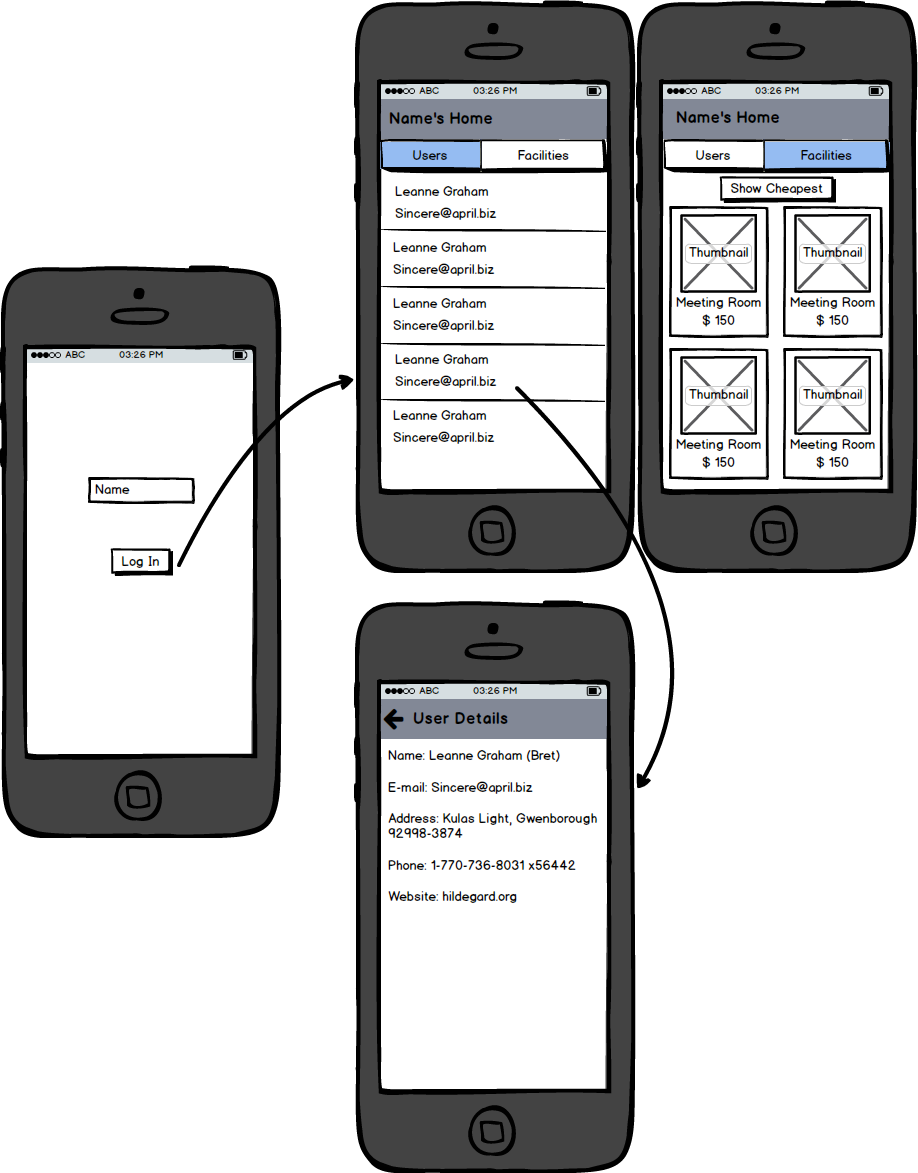 ABC 03:26 PM
Name
Log In
ABC 03:26 PM
Name's Home
Users Facilities
Leanne Graham
Sincere@april.biz
Leanne Graham
Sincere@april.biz
Leanne Graham
Sincere@april.biz
Leanne Graham
Sincere@april.biz
Leanne Graham
Sincere@april.biz
ABC 03:26 PM
Name's Home
Users Facilities
Show Cheapest
Thumbnail Thumbnail
Meeting Room Meeting Room
$ 150 $ 150
Thumbnail Thumbnail
Meeting Room Meeting Room
$ 150 $ 150
ABC 03:26 PM
User Details
Name: Leanne Graham (Bret)
E-mail: Sincere@april.biz
Address: Kulas Light, Gwenborough
92998-3874
Phone: 1-770-736-8031 x56442
Website: hildegard.org